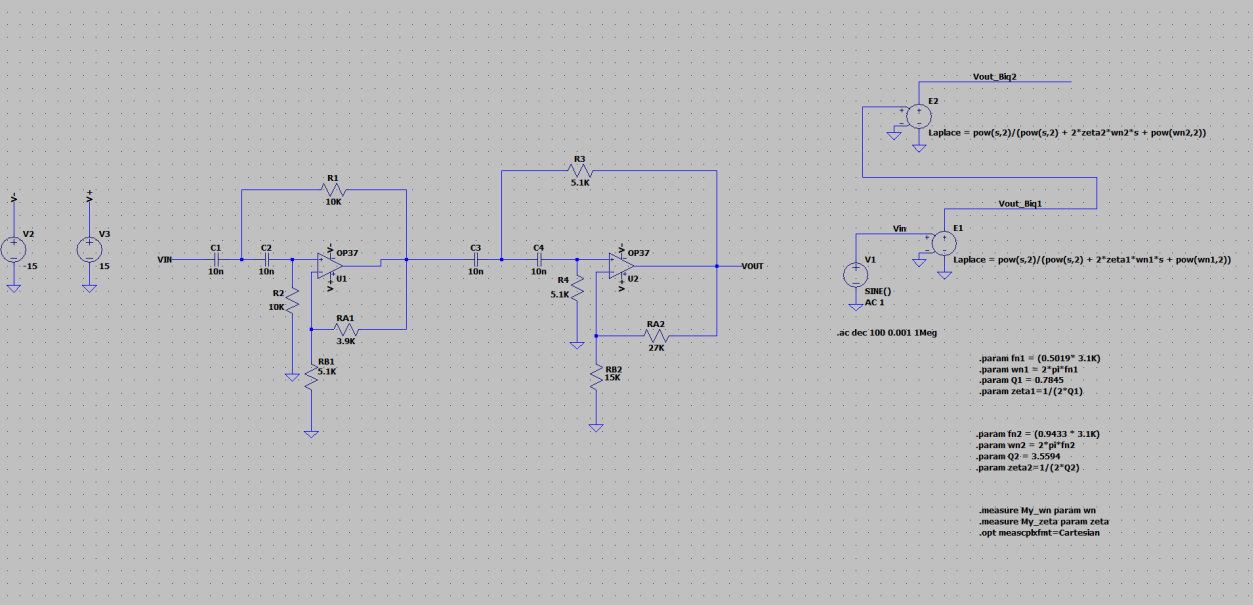 Vout_Biq2
E2
Laplace = pow(s,2)/(pow(s,2) + 2*zeta2*wn2*s + pow(wn2,2))
R3
5.1K
R1
10K
V-
V+
Vout_Biq1
V2
-15
V3
15
VIN
C1
10n
C2
10n
V-
OP37
U1
V+
C3
10n
C4
10n
V-
OP37
U2
V+
VOUT
Vin
E1
Laplace = pow(s,2)/(pow(s,2) + 2*zeta1*wn1*s + pow(wn1,2))
V1
SINE()
AC 1
R2
10K
R4
5.1K
RA1
3.9K
RA2
27K
RB1
5.1K
RB2
15K
.ac dec 100 0.001 1Meg
.param fn1 = (0.5019* 3.1K)
.param wn1 = 2*pi*fn1
.param Q1 = 0.7845
.param zeta1=1/(2*Q1)
.param fn2 = (0.9433 * 3.1K)
.param wn2 = 2*pi*fn2
.param Q2 = 3.5594
.param zeta2=1/(2*Q2)
.measure My_wn param wn
.measure My_zeta param zeta
.opt meascplxfmt=Cartesian